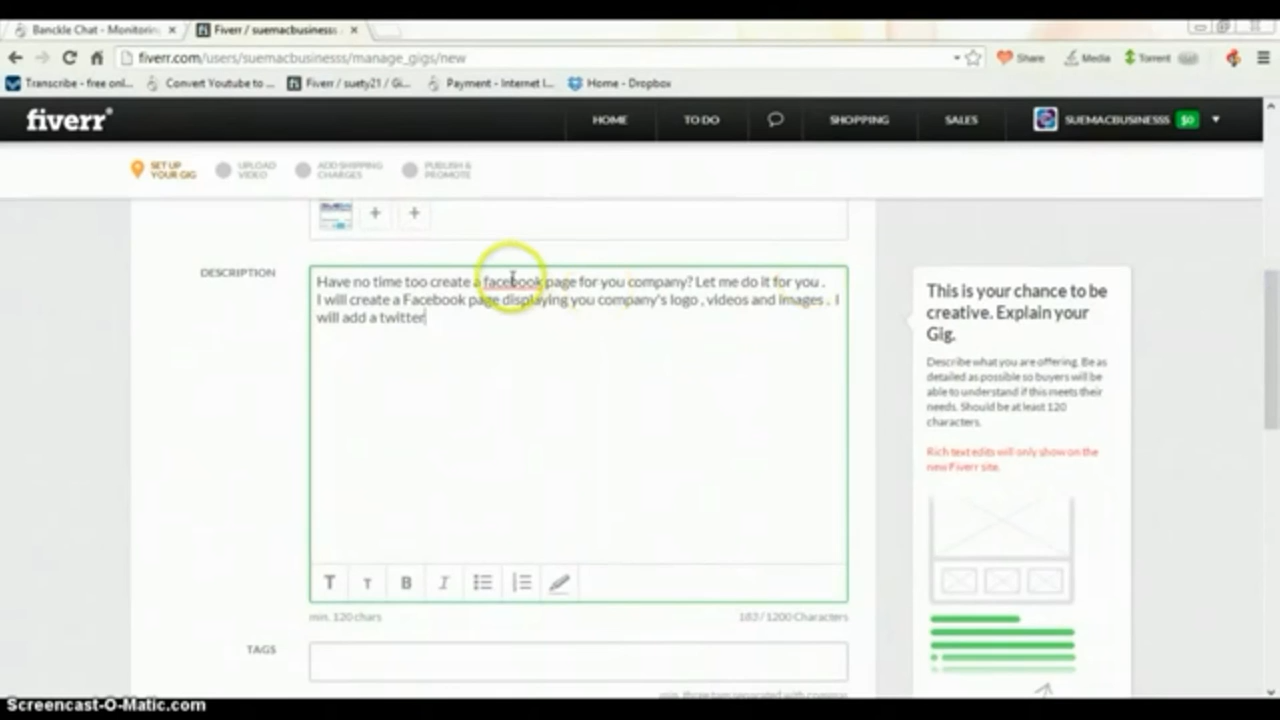 Banckle Chat - Monitorin
Fiverr / suemacbusinesss
fiverr.com/users/suemacbusinesss/manage_gigs/new
Share
Media
Torrent
Transcribe - free onl...
Convert Youtube to ...
Fiverr / suety21 / Gi...
Payment - Internet I...
Home - Dropbox
fiverr®
HOME
TO DO
SHOPPING
SALES
SUEMACBUSINESSS
$0
SET UP
YOUR GIG
UPLOAD
VIDEO
ADD SHIPPING
CHARGES
PUBLISH &
PROMOTE
DESCRIPTION
Have no time too create a facebook page for you company? Let me do it for you .
I will create a Facebook page displaying you company's logo , videos and images . I
will add a twitter
T T B I
min. 120 chars
183 / 1200 Characters
TAGS
This is your chance to be
creative. Explain your
Gig.
Describe what you are offering. Be as
detailed as possible so buyers will be
able to understand if this meets their
needs. Should be at least 120
characters.
Rich text edits will only show on the
new Fiverr site.
Screencast-O-Matic.com